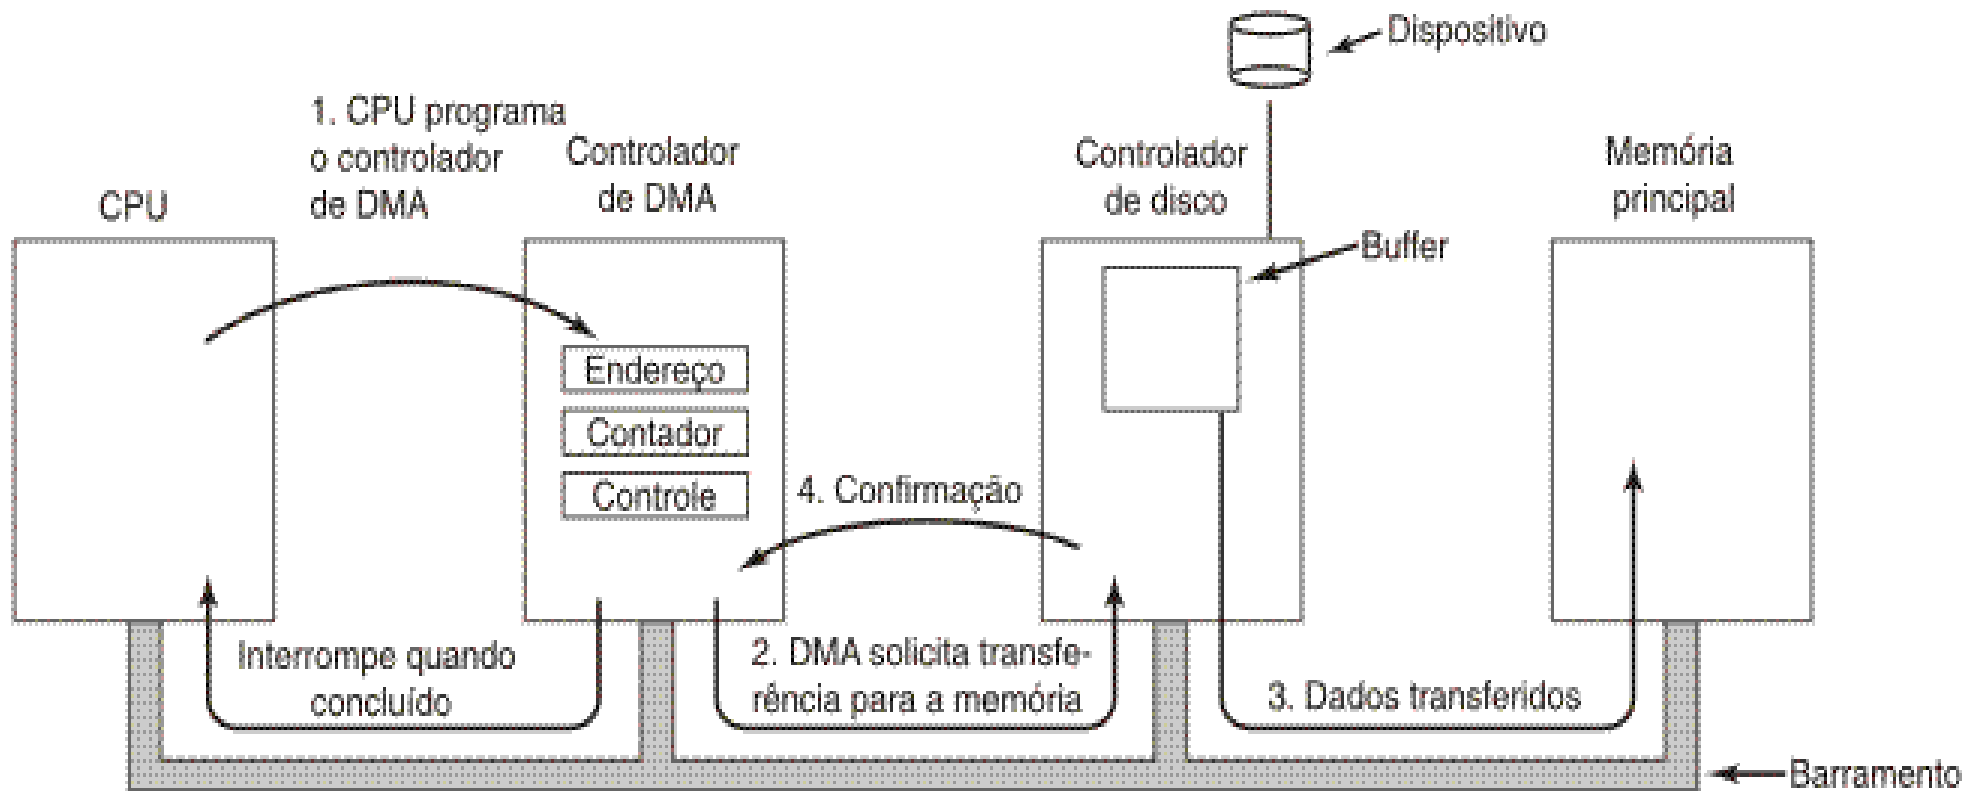 Dispositivo
1. CPU programa
o controlador
de DMA
CPU
Controlador
de DMA
Controlador
de disco
Memória
principal
Buffer
Endereço
Contador
Controle
4. Confirmação
Interrompe quando
concluído
2. DMA solicita transfe-
rência para a memória
3. Dados transferidos
Barramento